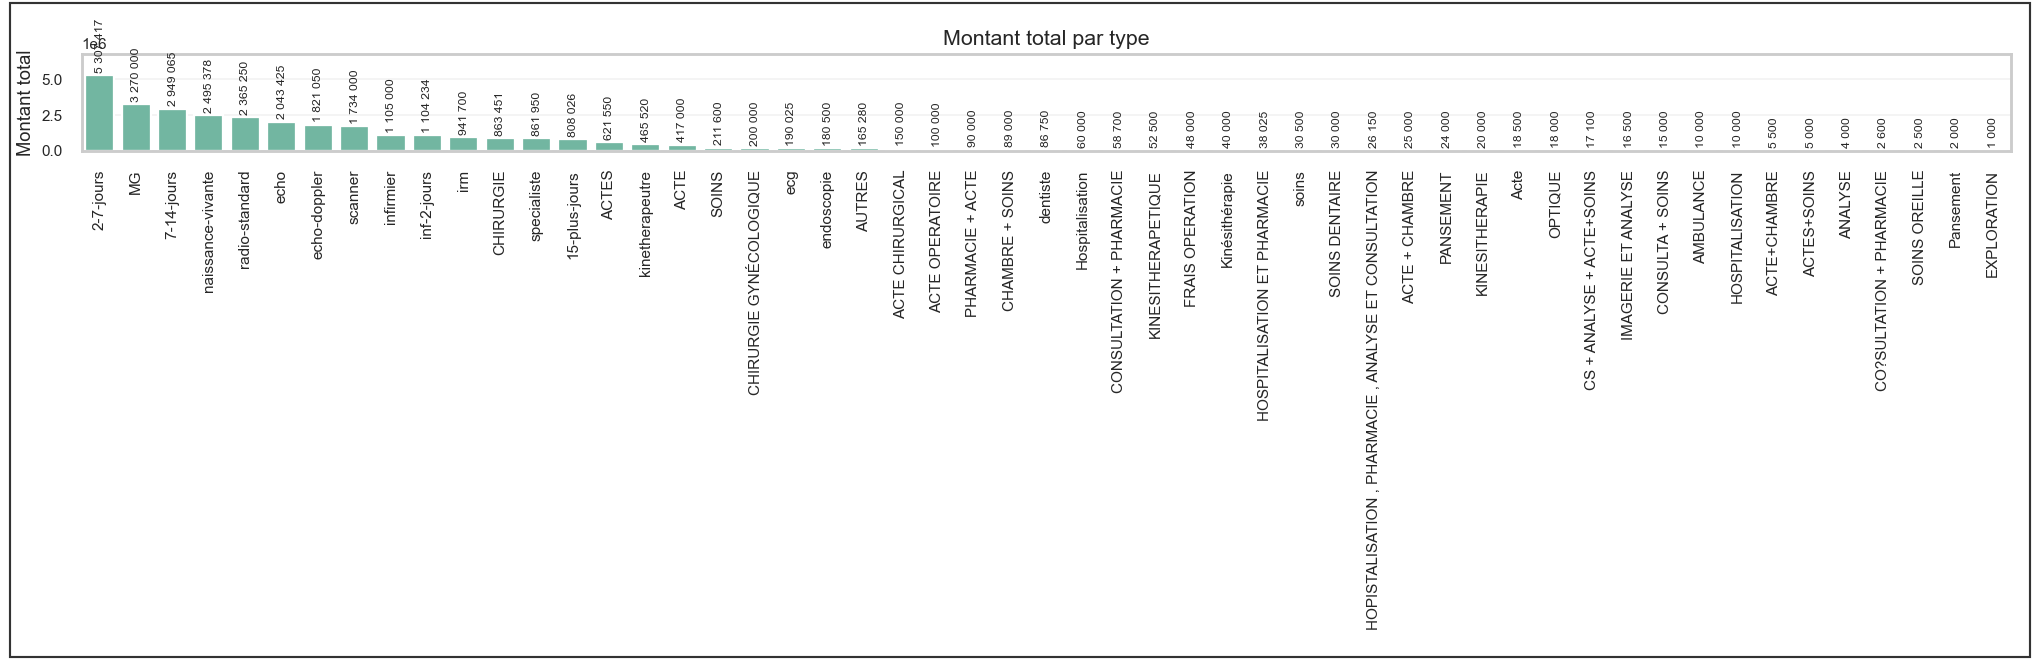 Montant total par type
1e6
Montant total
5.0
2.5
0.0
3 270 000
2 949 065
2 495 378
2 365 250
2 043 425
1 821 050
1 734 000
1 105 000
1 104 234
941 700
863 451
861 950
808 026
621 550
465 520
417 000
211 600
200 000
190 025
180 500
165 280
150 000
100 000
90 000
89 000
86 750
60 000
58 700
52 500
48 000
40 000
38 025
30 500
30 000
26 150
25 000
24 000
20 000
18 500
18 000
17 100
16 500
15 000
10 000
10 000
5 500
5 000
4 000
2 600
2 500
2 000
1 000
2-7-jours
MG
7-14-jours
naissance-vivante
radio-standard
echo
echo-doppler
scanner
infirmier
inf-2-jours
irm
CHIRURGIE
specialiste
15-plus-jours
ACTES
kinetherapeutre
ACTE
SOINS
CHIRURGIE GYNÉCOLOGIQUE
ecg
endoscopie
AUTRES
ACTE CHIRURGICAL
ACTE OPERATOIRE
PHARMACIE + ACTE
CHAMBRE + SOINS
dentiste
Hospitalisation
CONSULTATION + PHARMACIE
KINESITHERAPETIQUE
FRAIS OPERATION
Kinésithérapie
HOSPITALISATION ET PHARMACIE
soins
SOINS DENTAIRE
HOPISTALISATION , PHARMACIE , ANALYSE ET CONSULTATION
ACTE + CHAMBRE
PANSEMENT
KINESITHERAPIE
Acte
OPTIQUE
CS + ANALYSE + ACTE+SOINS
IMAGERIE ET ANALYSE
CONSULTA + SOINS
AMBULANCE
HOSPITALISATION
ACTE+CHAMBRE
ACTES+SOINS
ANALYSE
CO?SULTATION + PHARMACIE
SOINS OREILLE
Pansement
EXPLORATION